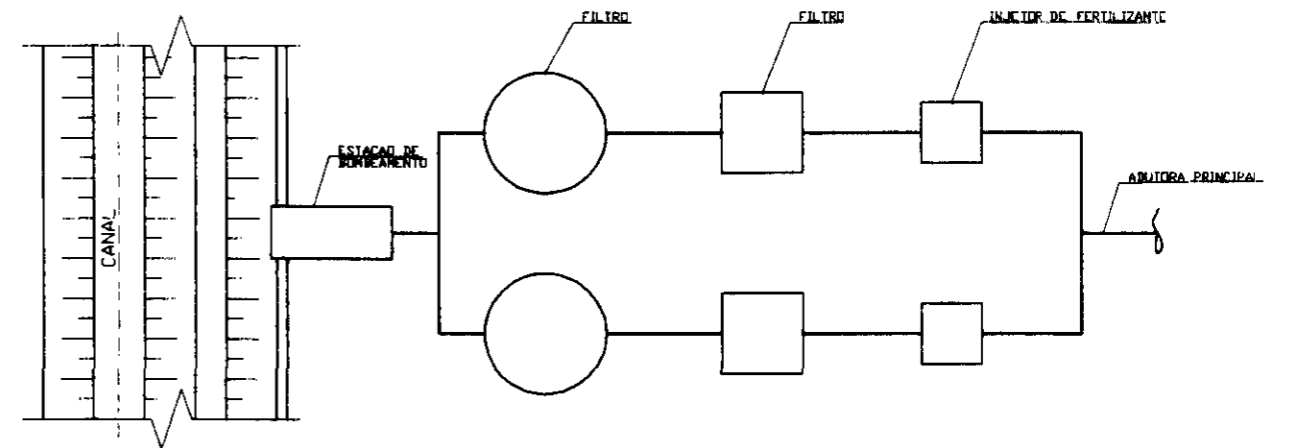 FILTRO
FILTRO
INJETOR DE FERTILIZANTE
ESTACAO DE
BOMBEAMENTO
ADUTORA PRINCIPAL
CANAL